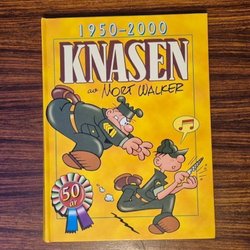 1950-2000
KNASEN
av MORT WALKER
50
år